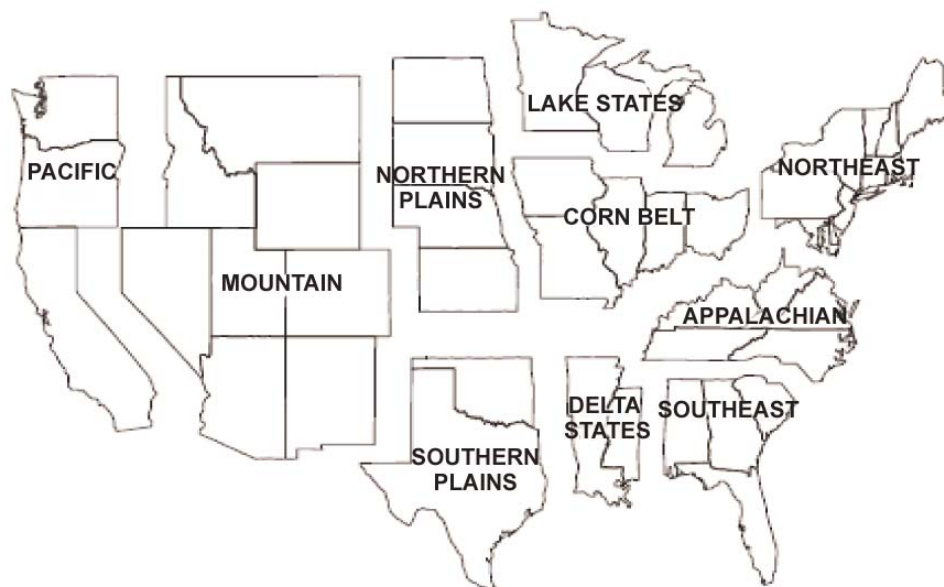 LAKE STATES
PACIFIC
NORTHERN
PLAINS
NORTHEAST
CORN BELT
MOUNTAIN
APPALACHIAN
DELTA
STATES
SOUTHEAST
SOUTHERN
PLAINS